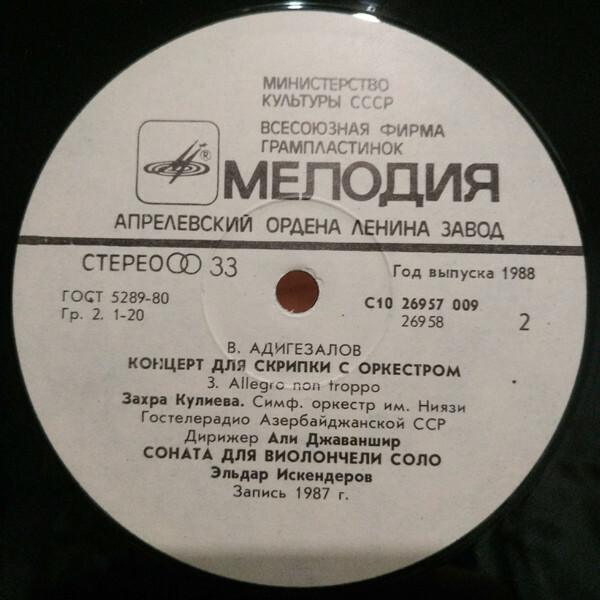 МИНИСТЕРСТВО
КУЛЬТУРЫ СССР
ВСЕСОЮЗНАЯ ФИРМА
ГРАМПЛАСТИНОК
®
МЕЛОДИЯ
АПРЕЛЕВСКИЙ ОРДЕНА ЛЕНИНА ЗАВОД
СТЕРЕО 33
Год выпуска 1988
ГОСТ 5289-80
Гр. 2. 1-20
С10 26957 009
26958
2
В. АДИГЕЗАЛОВ
КОНЦЕРТ ДЛЯ СКРИПКИ С ОРКЕСТРОМ
3. Allegro non troppo
Захра Кулиева. Симф. оркестр им. Ниязи
Гостелерадио Азербайджанской ССР
Дирижер Али Джаваншир
СОНАТА ДЛЯ ВИОЛОНЧЕЛИ СОЛО
Эльдар Искендеров
Запись 1987 г.